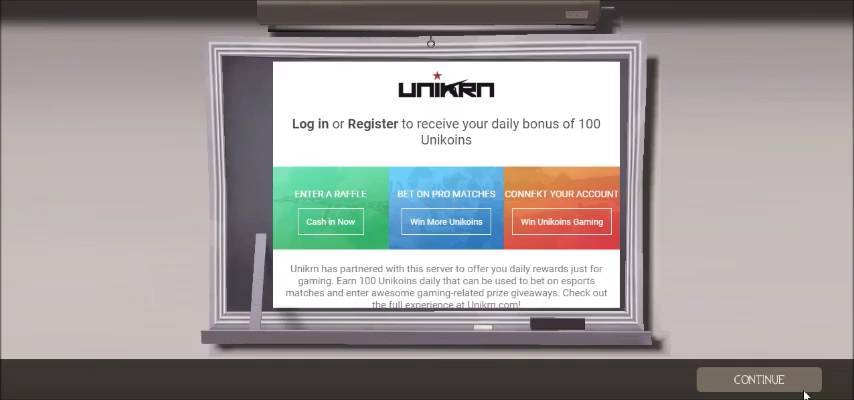 UNIKRN
Log in or Register to receive your daily bonus of 100
Unikoins
ENTER A RAFFLE
Cash in Now
BET ON PRO MATCHES
Win More Unikoins
CONNEKT YOUR ACCOUNT
Win Unikoins Gaming
Unikrn has partnered with this server to offer you daily rewards just for
gaming. Earn 100 Unikoins daily that can be used to bet on esports
matches and enter awesome gaming-related prize giveaways. Check out
the full experience at Unikrn.com!
CONTINUE